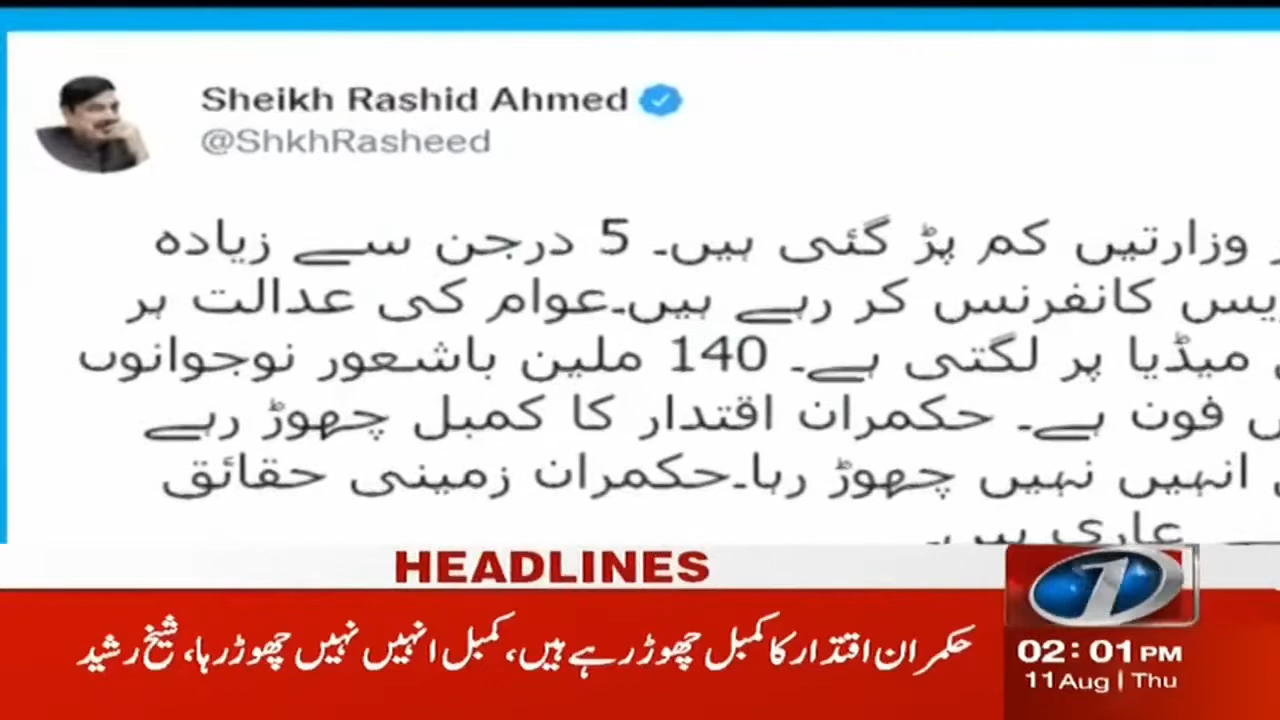 Sheikh Rashid Ahmed
@ShkhRasheed
وزارتیں کم پڑ گئی ہیں۔ 5 درجن سے زیادہ
کانفرنس کر رہے ہیں۔عوام کی عدالت ہر
میڈیا پر لگتی ہے۔ 140 ملین باشعور نوجوانوں
فون ہے۔ حکمران اقتدار کا کمبل چھوڑ رہے
انہیں نہیں چھوڑ رہا۔حکمران زمینی حقائق
عاری ہیں۔
HEADLINES
حکمران اقتدار کا کمبل چھوڑ رہے ہیں، کمبل انہیں نہیں چھوڑ رہا، شیخ رشید
1
02:01 PM
11 Aug | Thu